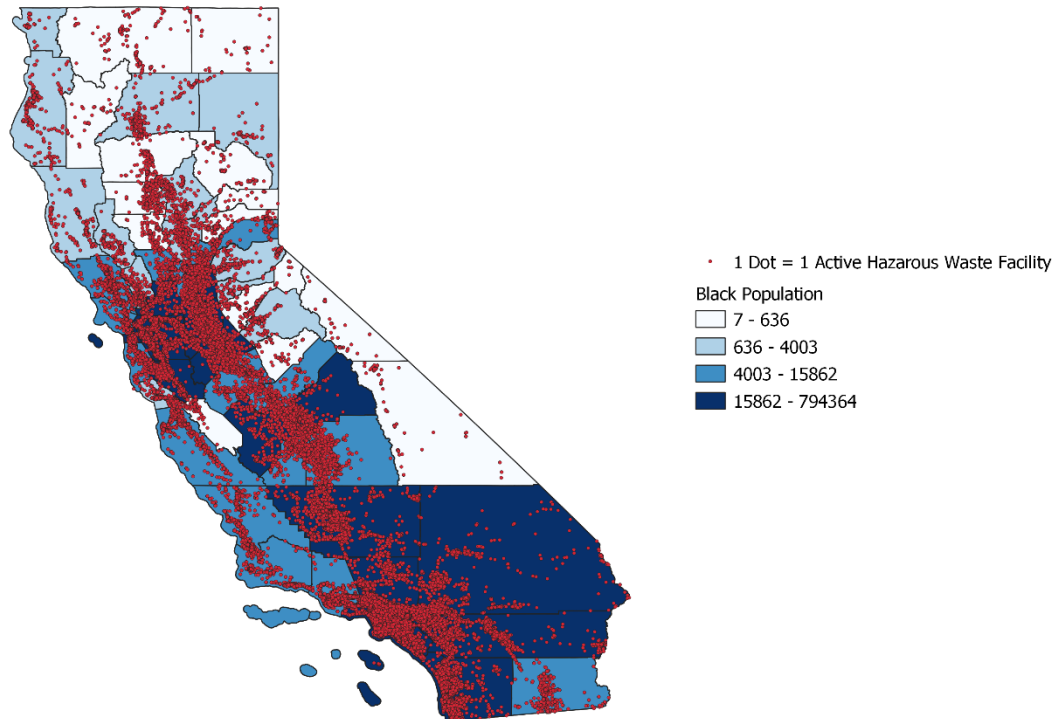 1 Dot = 1 Active Hazarous Waste Facility
Black Population
7 - 636
636 - 4003
4003 - 15862
15862 - 794364